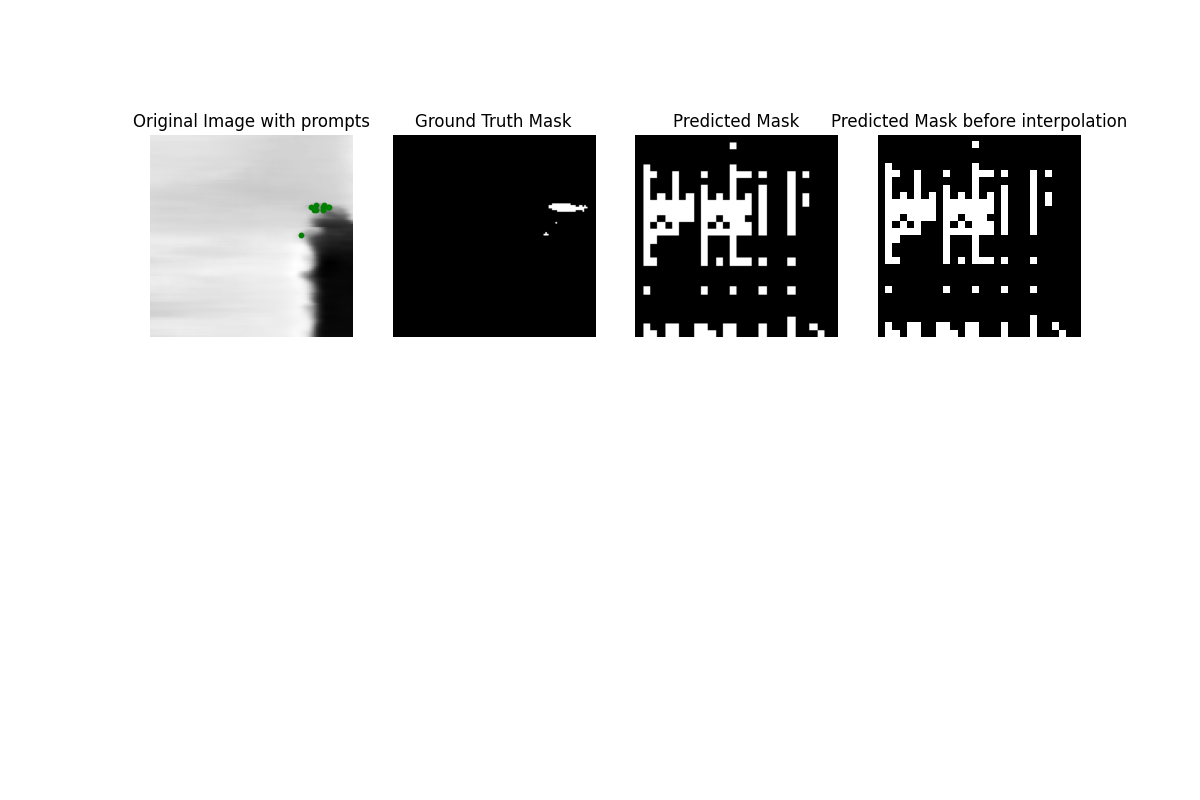 Original Image with prompts
Ground Truth Mask
Predicted Mask
Predicted Mask before interpolation